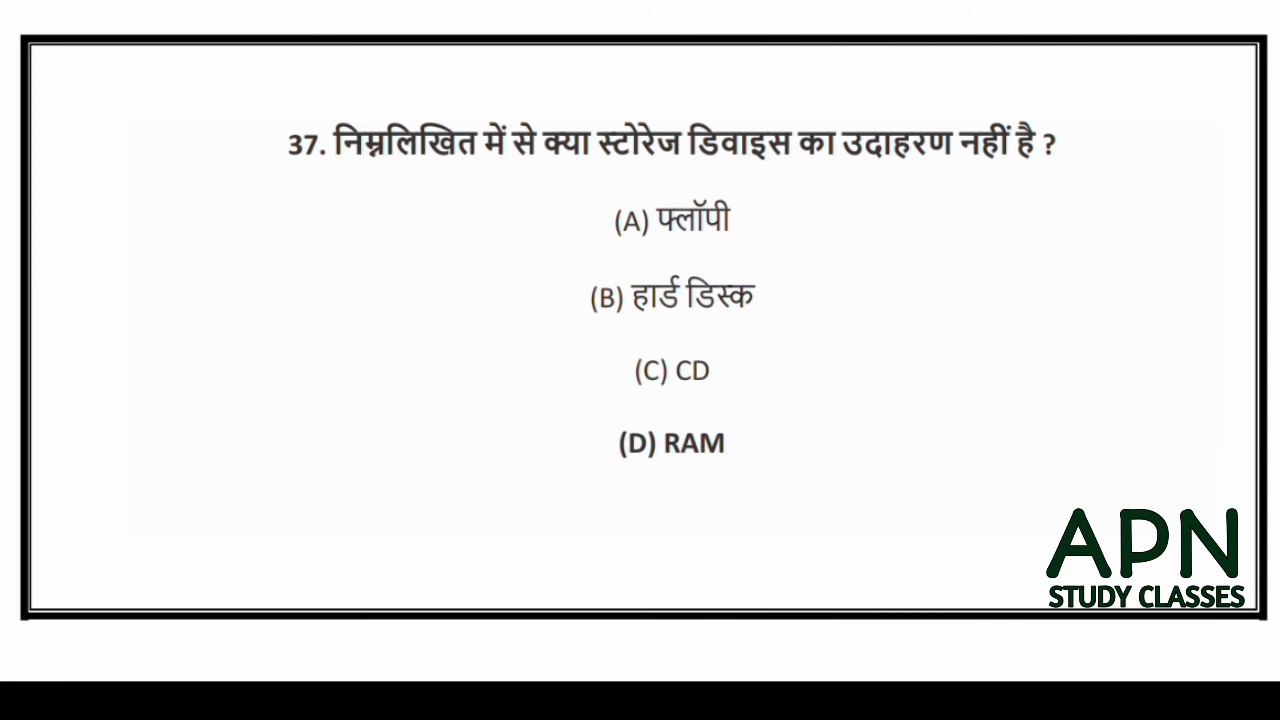 37. निम्नलिखित में से क्या स्टोरेज डिवाइस का उदाहरण नहीं है ?
(A) फ्लॉपी
(B) हार्ड डिस्क
(C) CD
(D) RAM
APN
STUDY CLASSES